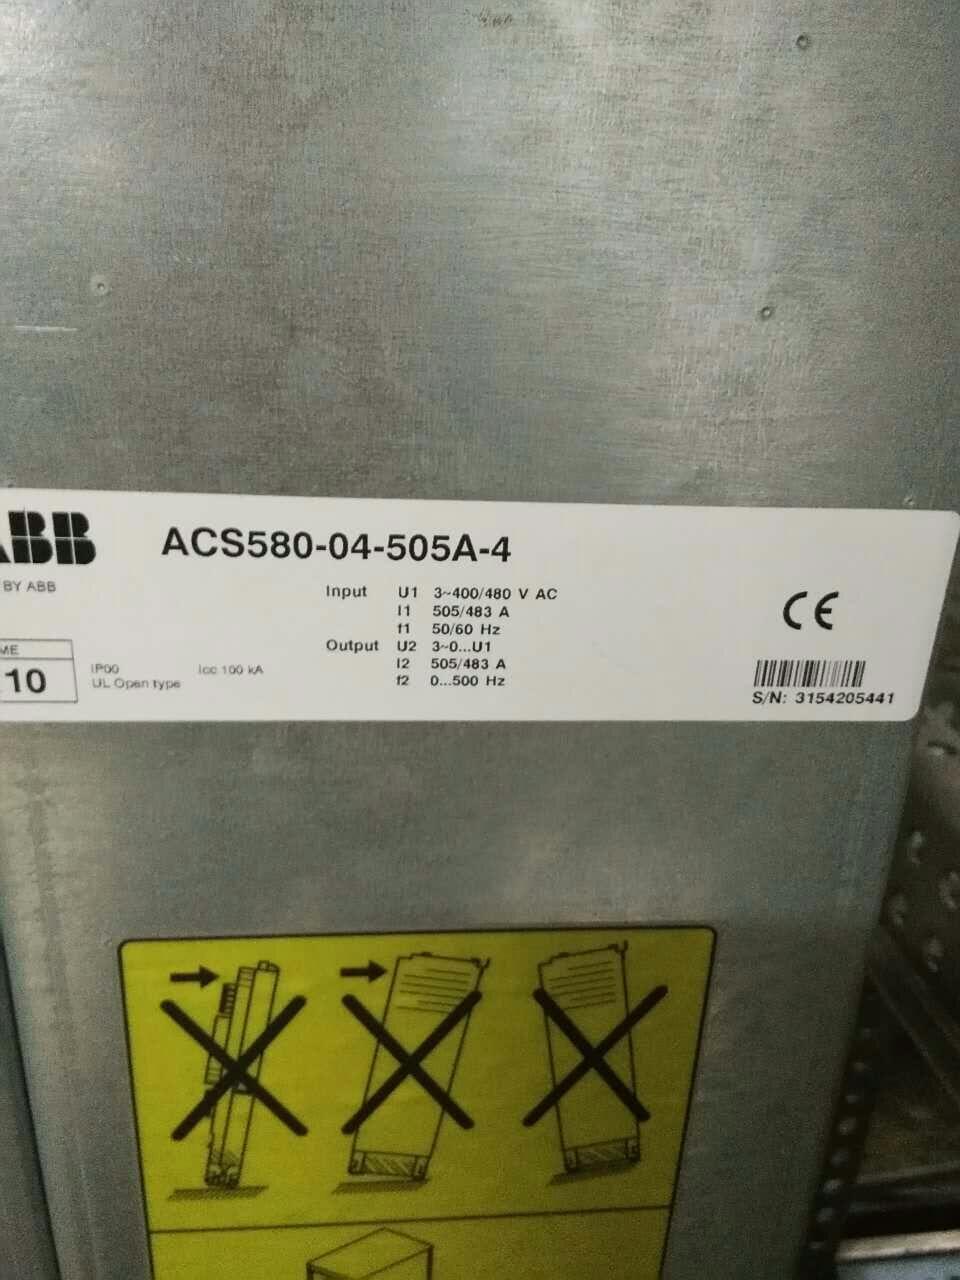 ABB
BY ABB
ACS580-04-505A-4
Input U1 3~400/480 V AC
I1 505/483 A
f1 50/60 Hz
Output U2 3~0...U1
I2 505/483 A
f2 0...500 Hz
ME
10
IP00
UL Open type
Icc 100 kA
CE
S/N: 3154205441